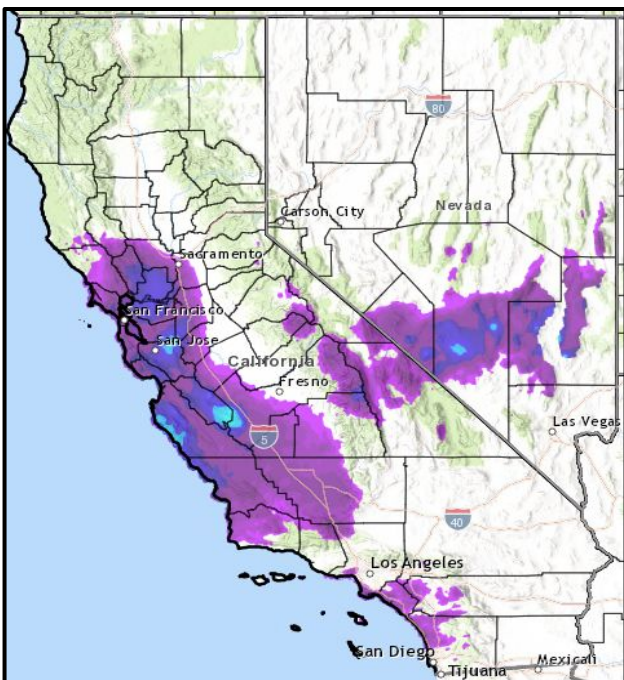 80
Nevada
Carson City
Sacramento
San Francisco
San Jose
California
Fresno
Las Vegas
5
40
Los Angeles
San Diego
Tijuana
Mexicali